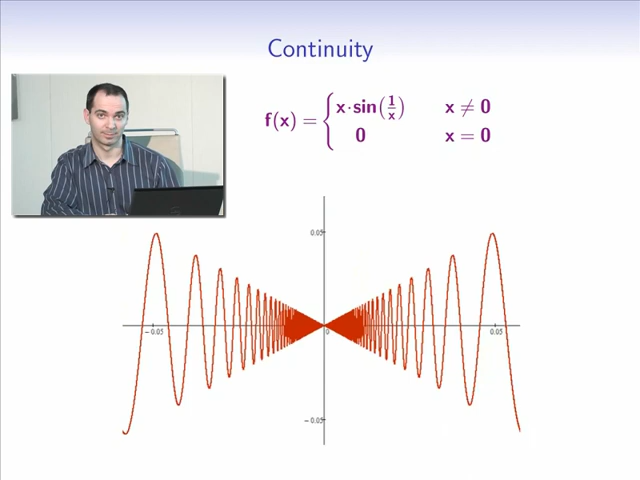 Continuity
f(x) = { x·sin(1/x) x ≠ 0
0 x = 0
0.05
−0.05 0 0.05
−0.05